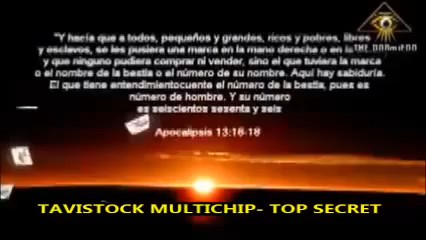 "Y hacía que a todos, pequeños y grandes, ricos y pobres, libres
y esclavos, se les pusiera una marca en la mano derecha o en la
y que ninguno pudiera comprar ni vender, sino el que tuviera la marca
o el nombre de la bestia o el número de su nombre. Aquí hay sabiduría.
El que tiene entendimientocuente el número de la bestia, pues es
número de hombre. Y su número
es seiscientos sesenta y seis
Apocalipsis 13:16-18
TAVISTOCK MULTICHIP- TOP SECRET